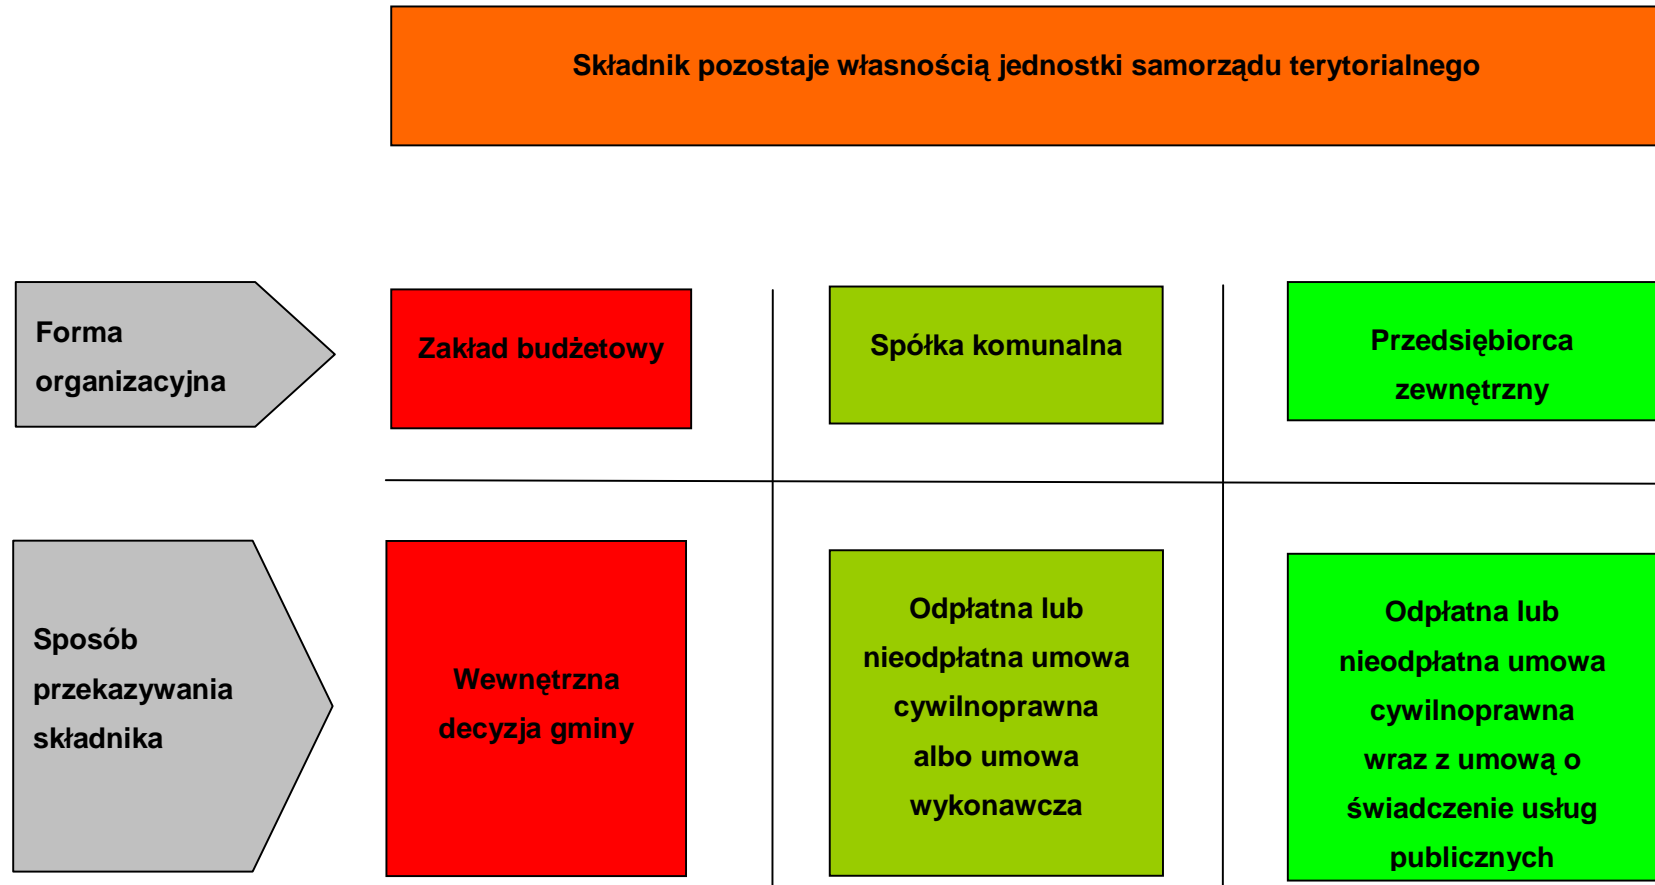 Składnik pozostaje własnością jednostki samorządu terytorialnego
Forma
organizacyjna
Zakład budżetowy
Spółka komunalna
Przedsiębiorca
zewnętrzny
Sposób
przekazywania
składnika
Wewnętrzna
decyzja gminy
Odpłatna lub
nieodpłatna umowa
cywilnoprawna
albo umowa
wykonawcza
Odpłatna lub
nieodpłatna umowa
cywilnoprawna
wraz z umową o
świadczenie usług
publicznych